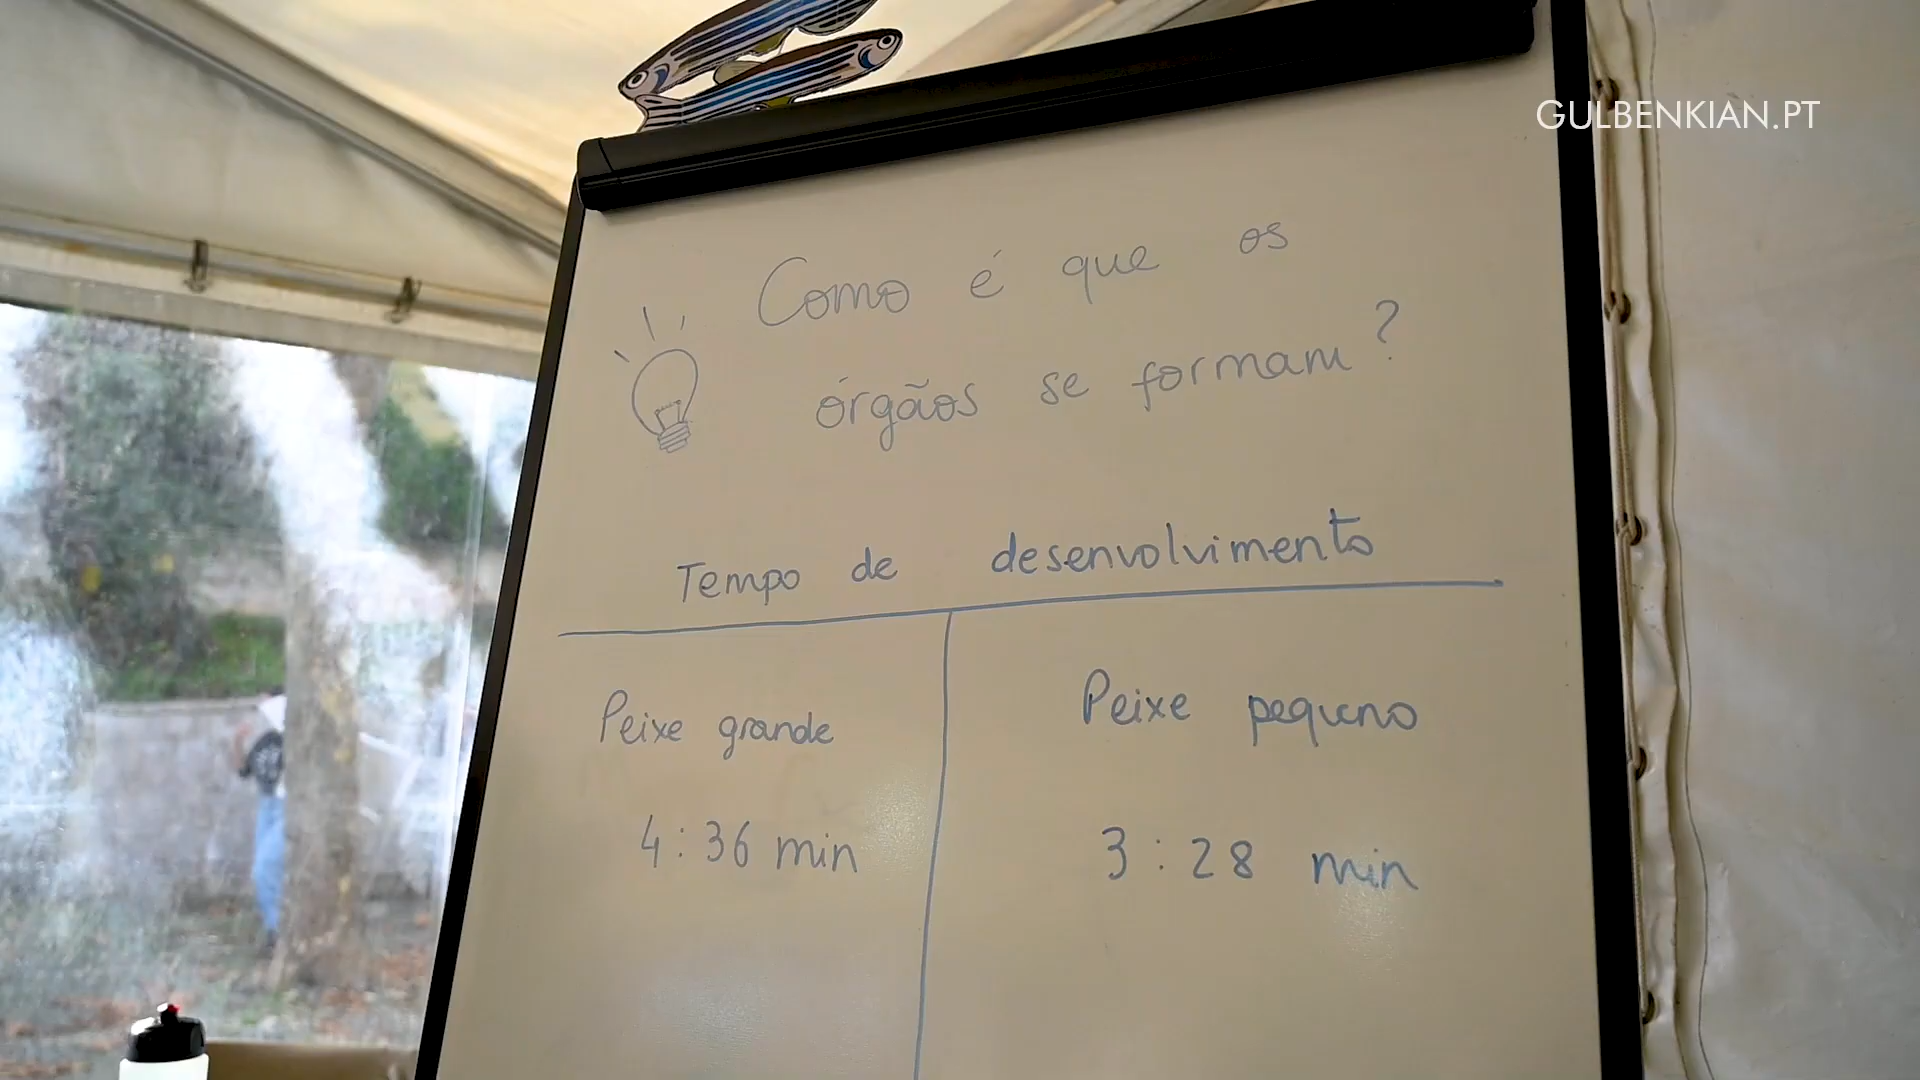 GULBENKIAN.PT
Como é que os
órgãos se formam?
Tempo de desenvolvimento
Peixe grande
Peixe pequeno
4:36 min
3:28 min